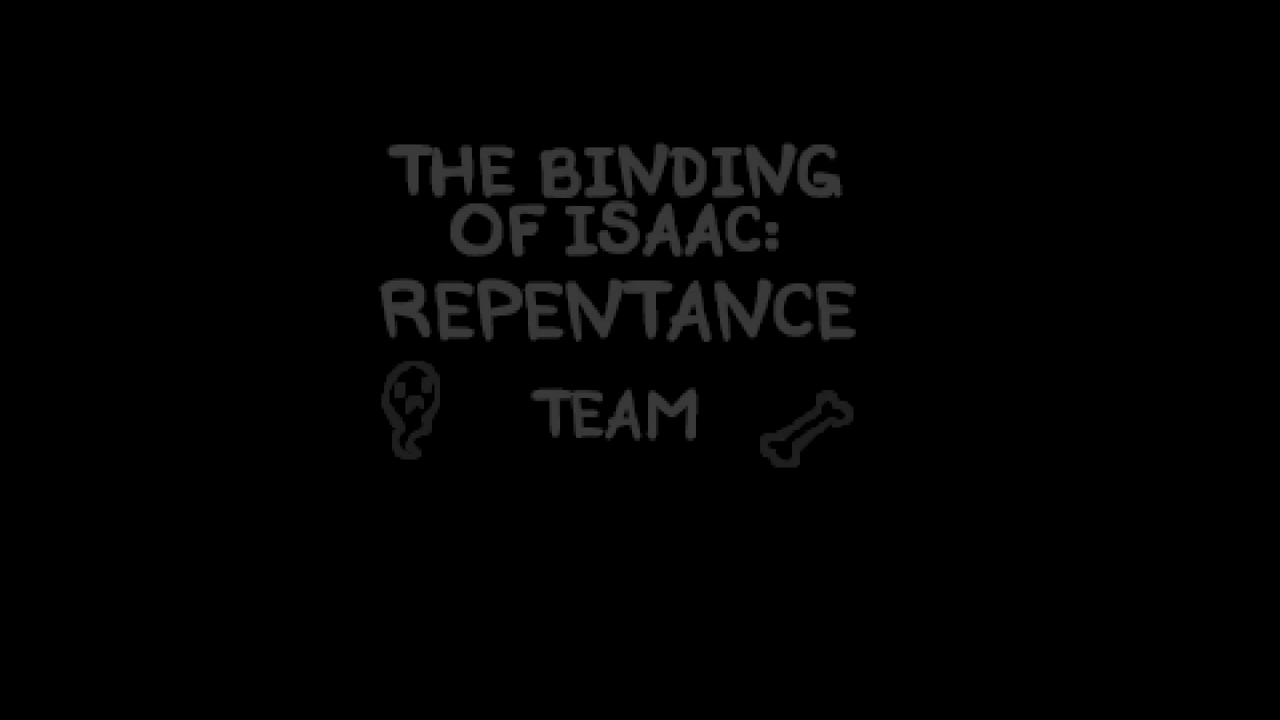 THE BINDING
OF ISAAC:
REPENTANCE
TEAM